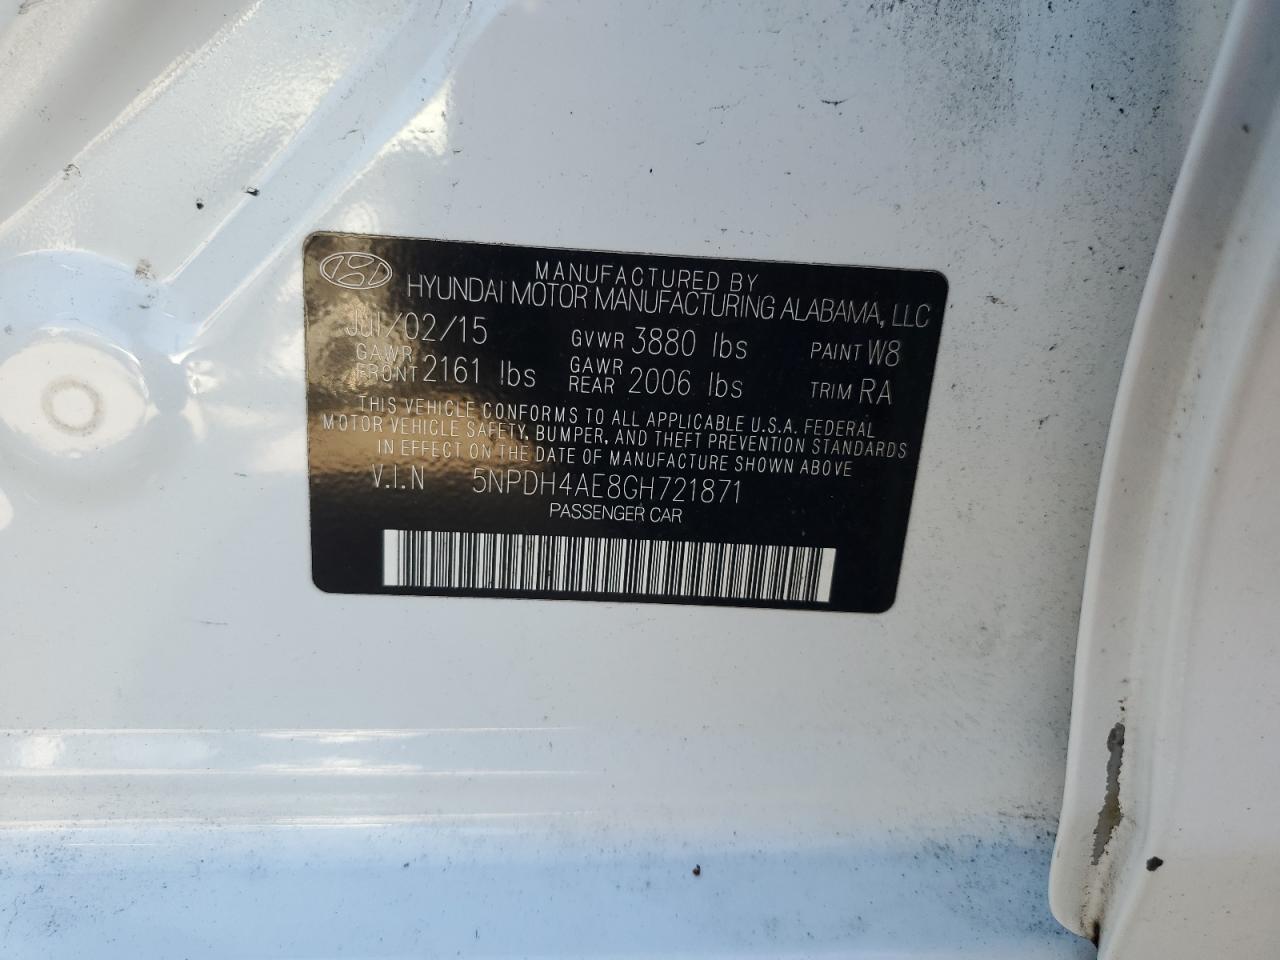 MANUFACTURED BY
HYUNDAI MOTOR MANUFACTURING ALABAMA, LLC
JUl/02/15 GVWR 3880 lbs PAINT W8
GAWR FRONT 2161 lbs GAWR REAR 2006 lbs TRIM RA
THIS VEHICLE CONFORMS TO ALL APPLICABLE U.S.A. FEDERAL
MOTOR VEHICLE SAFETY, BUMPER, AND THEFT PREVENTION STANDARDS
IN EFFECT ON THE DATE OF MANUFACTURE SHOWN ABOVE
V.I.N 5NPDH4AE8GH721871
PASSENGER CAR